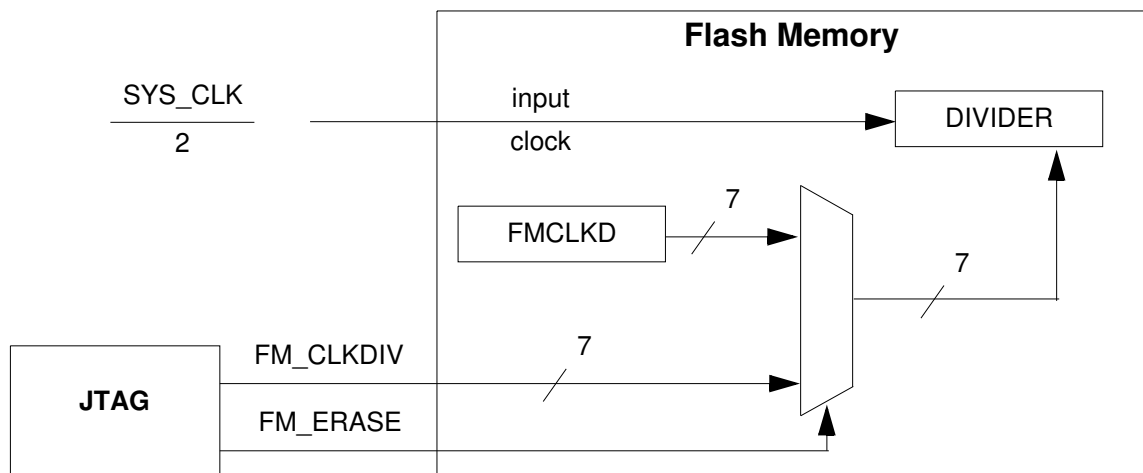 Flash Memory
SYS_CLK
2
input
clock
DIVIDER
FMCLKD
7
7
FM_CLKDIV
7
JTAG
FM_ERASE